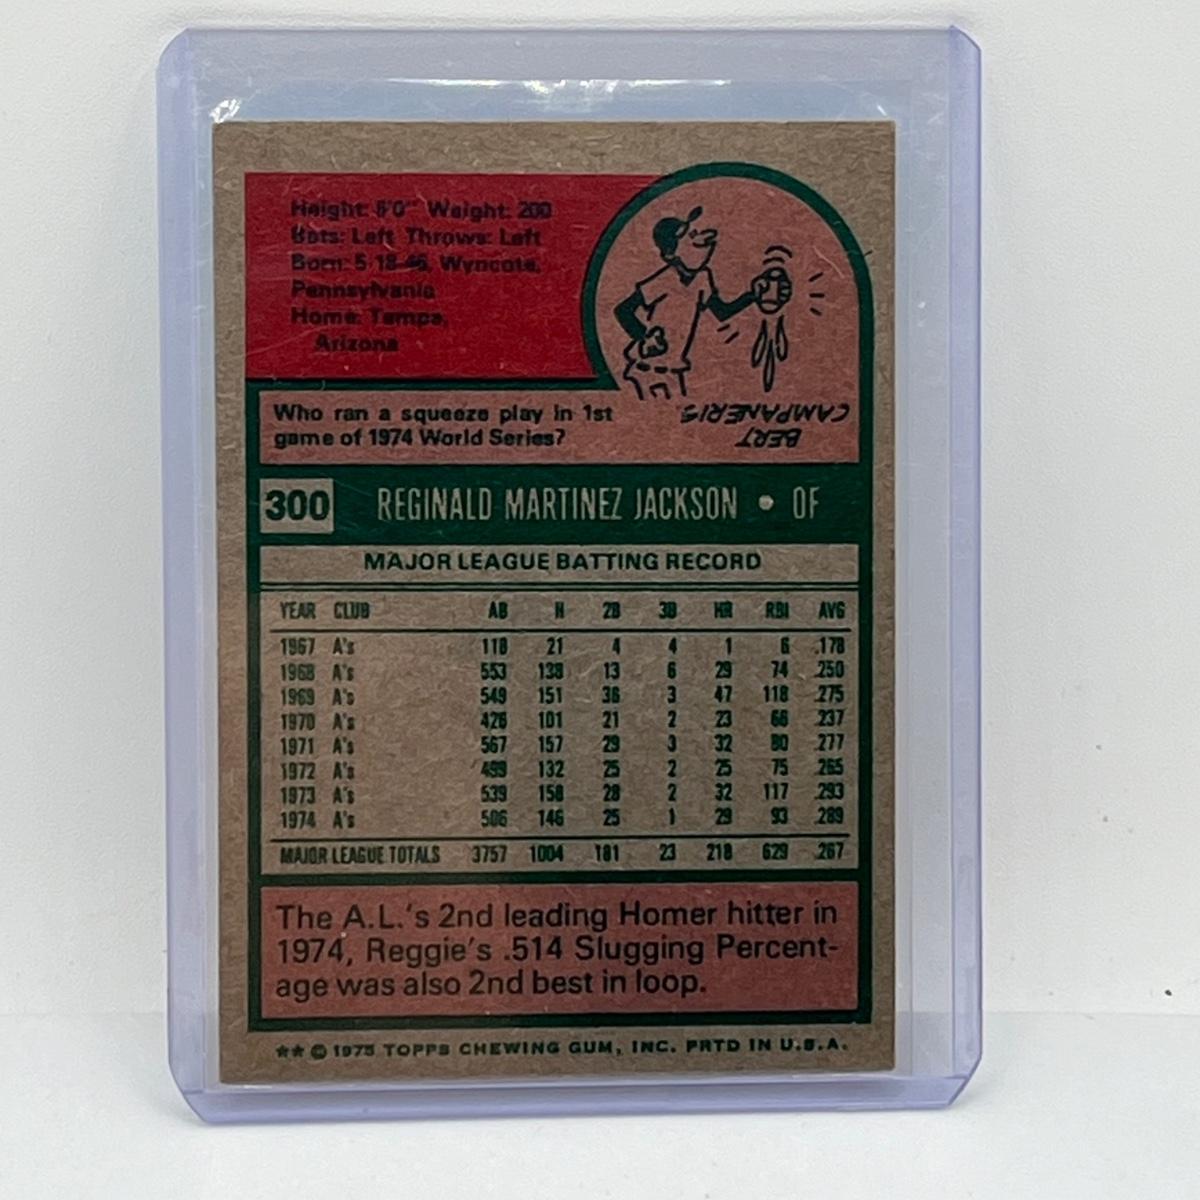 Height: 6'0" Weight: 200
Bats: Left Throws: Left
Born: 5-18-46, Wyncote,
Pennsylvania
Home: Tempe,
Arizona
Who ran a squeeze play in 1st
game of 1974 World Series?
BERT
CAMPANERIS
300 REGINALD MARTINEZ JACKSON • OF
MAJOR LEAGUE BATTING RECORD
YEAR CLUB AB H 2B 3B HR RBI AVG
1967 A's 118 21 4 4 1 6 .178
1968 A's 553 138 13 6 29 74 .250
1969 A's 549 151 36 3 47 118 .275
1970 A's 426 101 21 2 23 66 .237
1971 A's 567 157 29 3 32 80 .277
1972 A's 499 132 25 2 25 75 .265
1973 A's 539 158 28 2 32 117 .293
1974 A's 506 146 25 1 29 93 .289
MAJOR LEAGUE TOTALS 3757 1004 181 23 218 629 .267
The A.L.'s 2nd leading Homer hitter in
1974, Reggie's .514 Slugging Percent-
age was also 2nd best in loop.
★★ © 1975 TOPPS CHEWING GUM, INC. PRTD IN U.S.A.